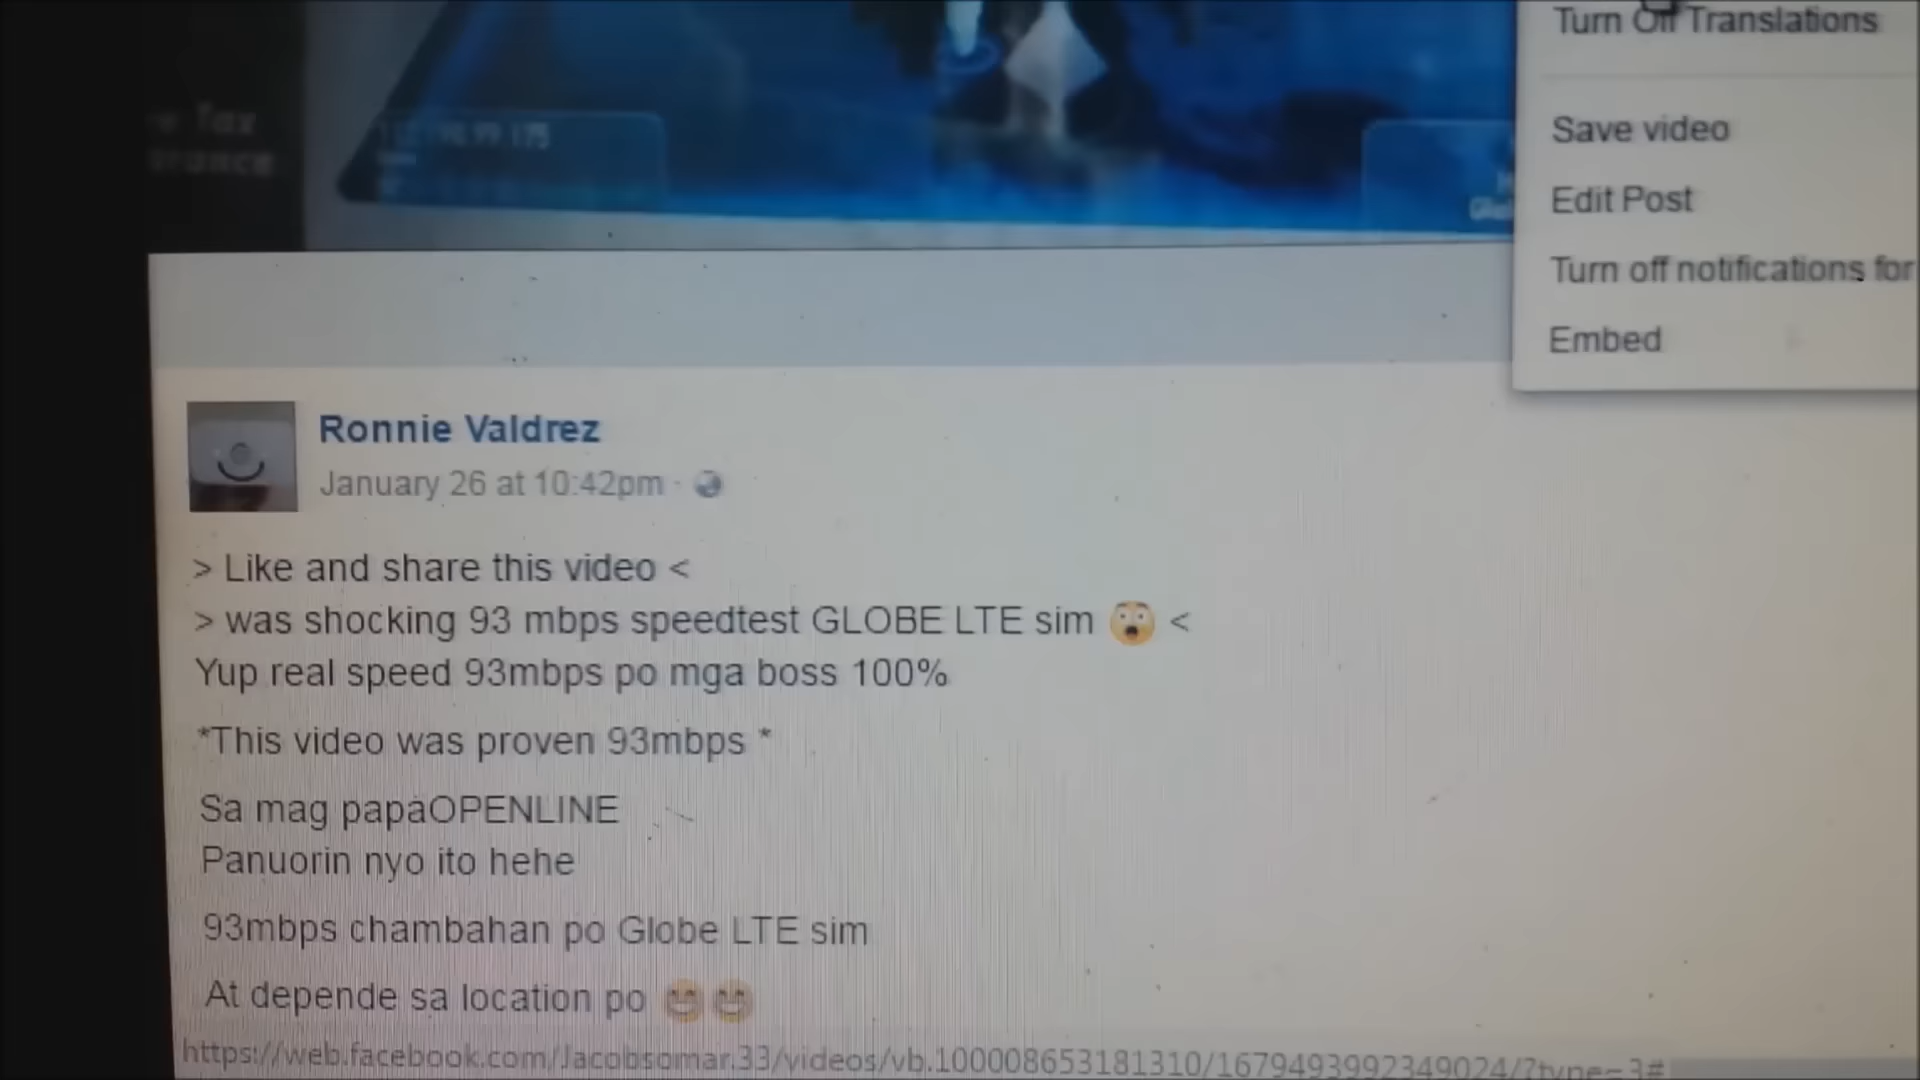 Turn Off Translations
Save video
Edit Post
Turn off notifications for
Embed
Ronnie Valdrez
January 26 at 10:42pm ·
> Like and share this video <
> was shocking 93 mbps speedtest GLOBE LTE sim 😲 <
Yup real speed 93mbps po mga boss 100%
*This video was proven 93mbps *
Sa mag papaOPENLINE
Panuorin nyo ito hehe
93mbps chambahan po Globe LTE sim
At depende sa location po 😁😁
https://web.facebook.com/Jacobsomar.33/videos/vb.100008653181310/1679493992349024/?type=3#